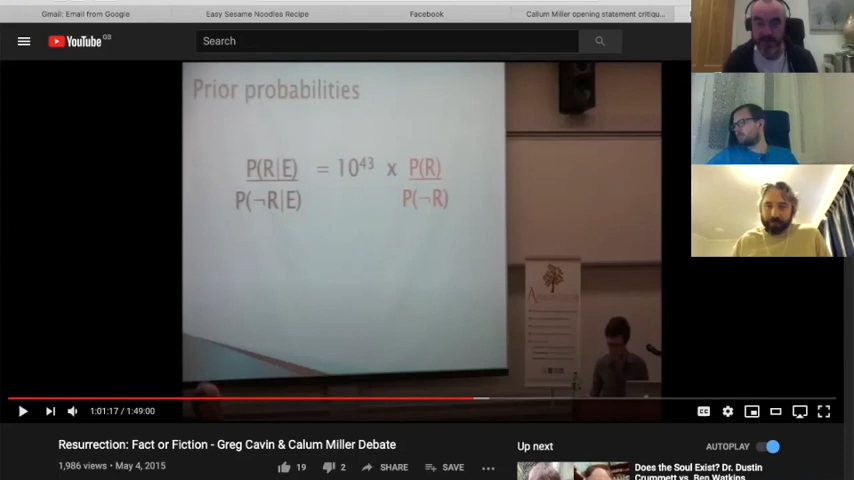 Gmail: Email from Google
Easy Sesame Noodles Recipe
Facebook
Callum Miller opening statement critiqu...
YouTube GB
Search
Prior probabilities
P(R|E) = 10⁴³ x P(R)
P(¬R|E) P(¬R)
1:01:17 / 1:49:00
CC
Resurrection: Fact or Fiction - Greg Cavin & Calum Miller Debate
1,986 views • May 4, 2015
19
2
SHARE
SAVE
Up next
AUTOPLAY
Does the Soul Exist? Dr. Dustin
Crummett vs. Ben Watkins